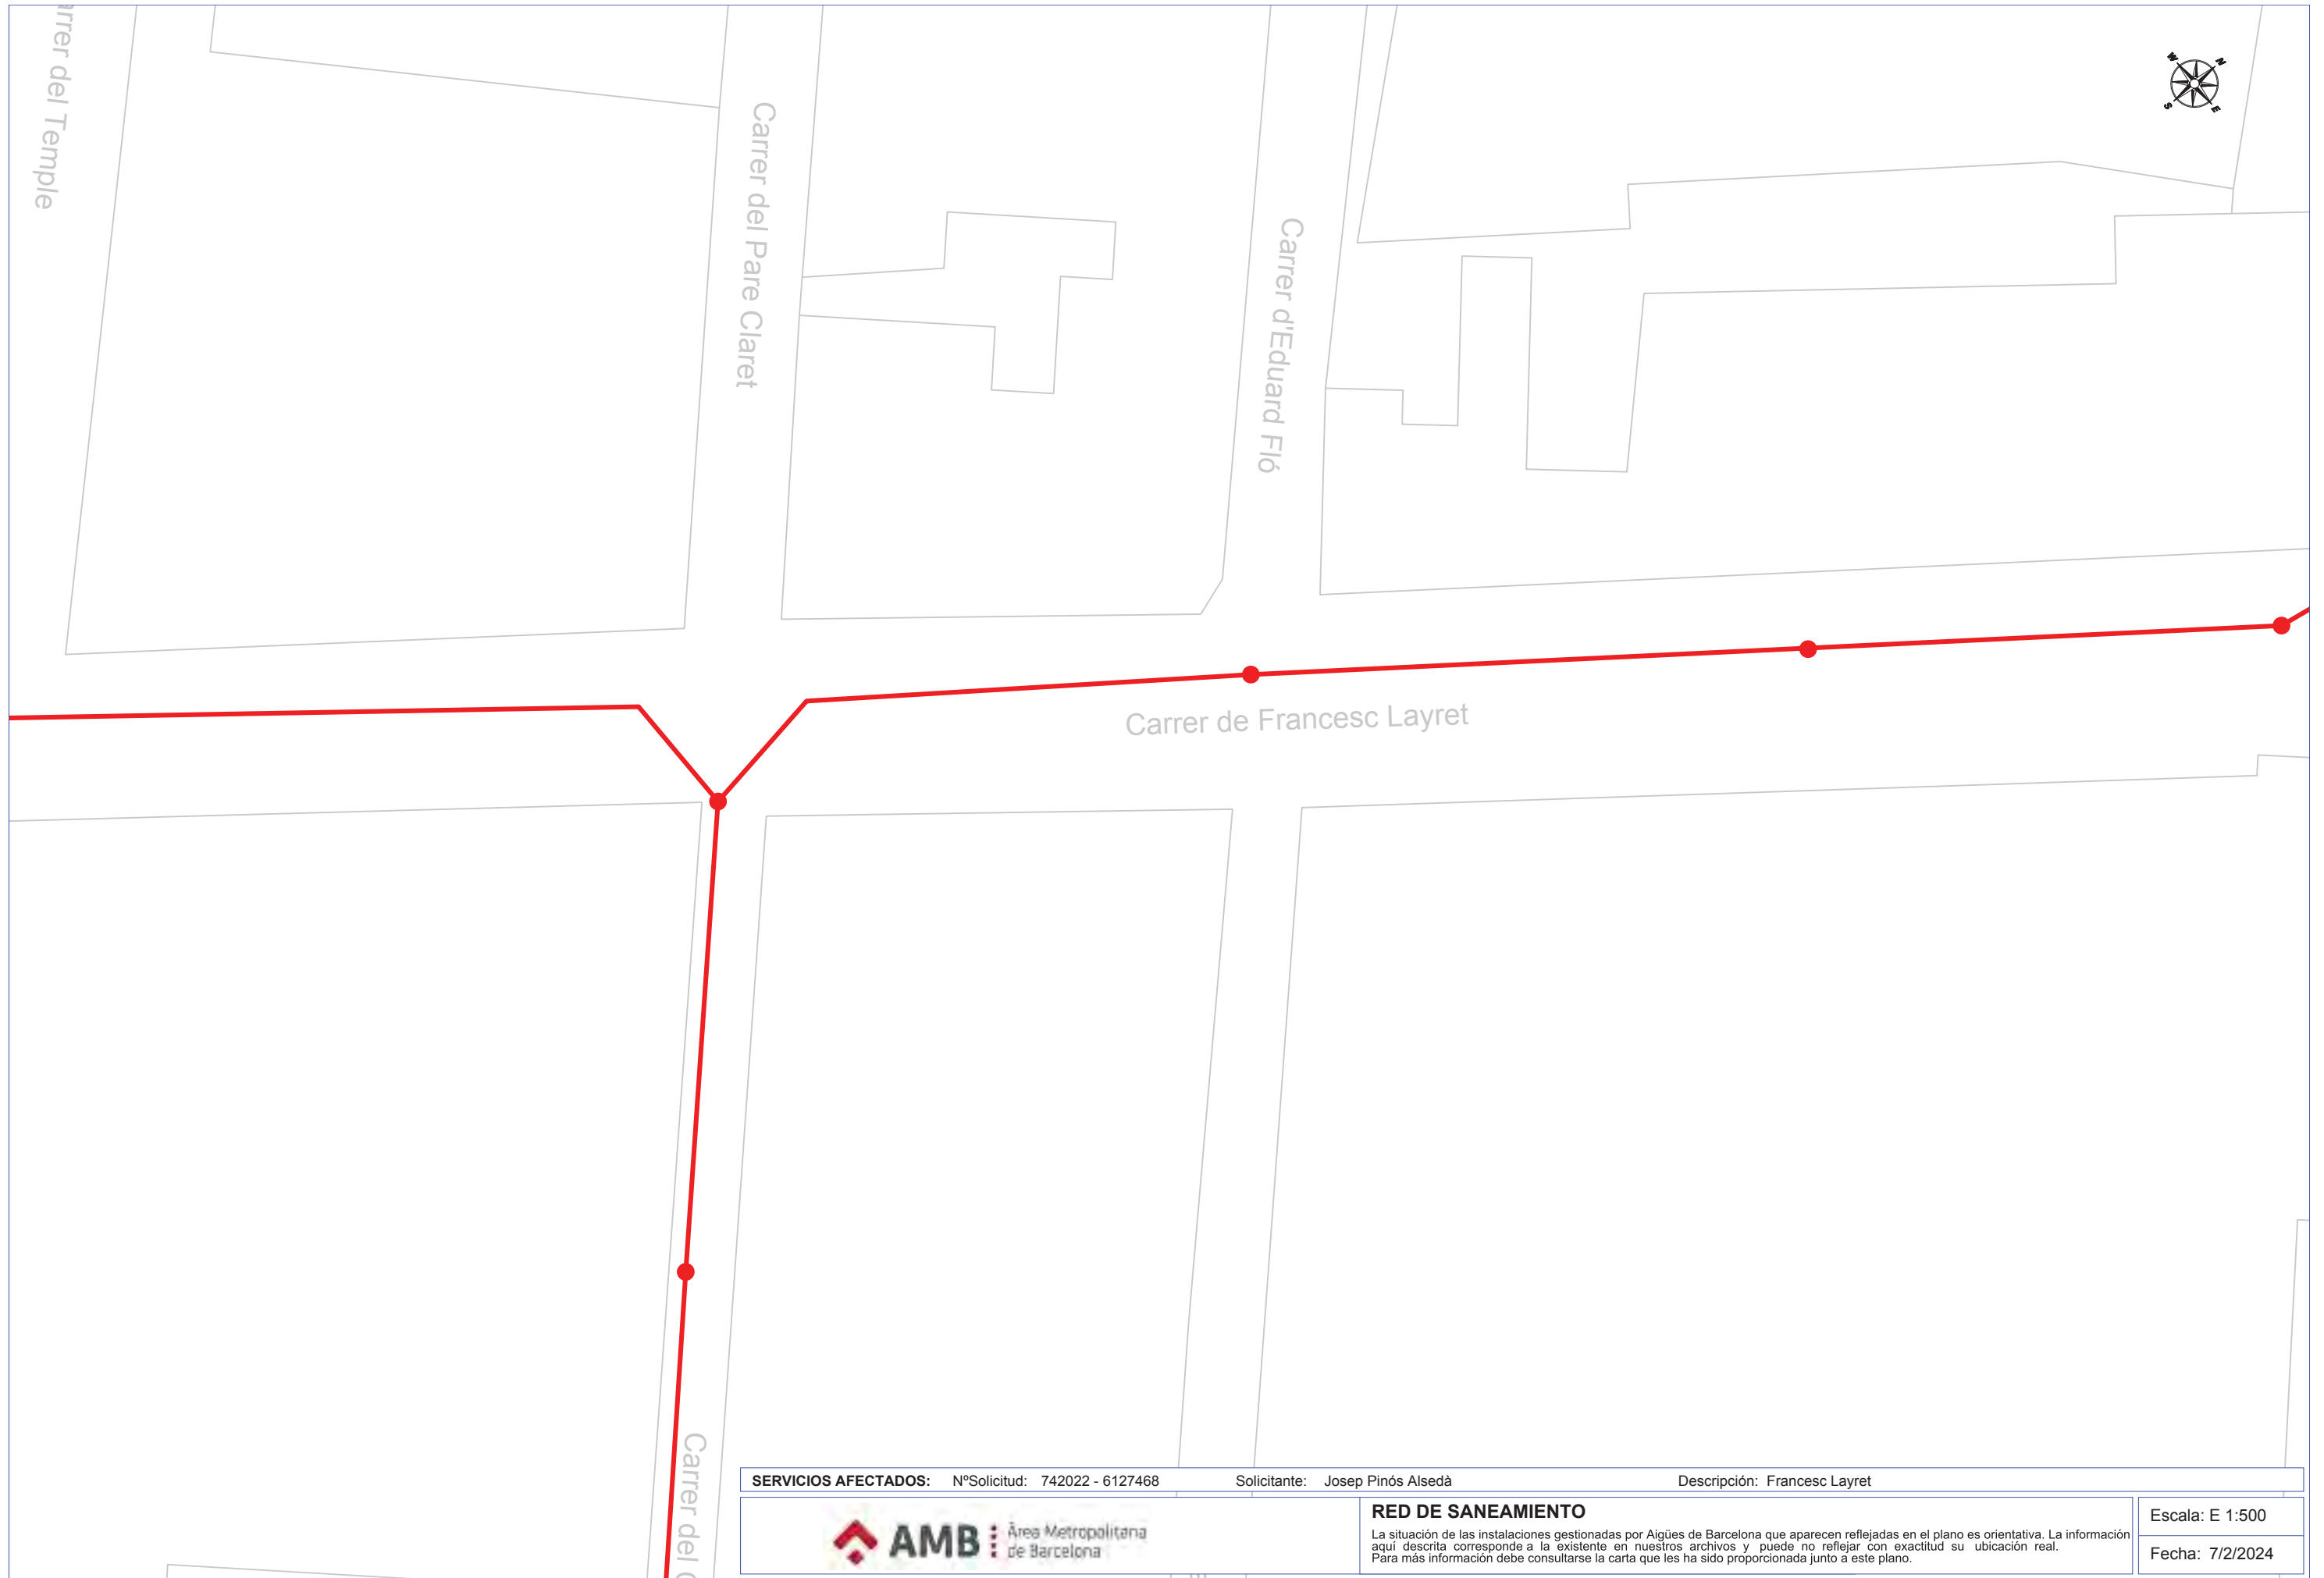 rrer del Temple
Carrer del Pare Claret
Carrer d'Eduard Fló
W
N
S
E
Carrer de Francesc Layret
Carrer del
SERVICIOS AFECTADOS: NºSolicitud: 742022 - 6127468 Solicitante: Josep Pinós Alsedà Descripción: Francesc Layret
AMB Àrea Metropolitana
de Barcelona
RED DE SANEAMIENTO
La situación de las instalaciones gestionadas por Aigües de Barcelona que aparecen reflejadas en el plano es orientativa. La información
aquí descrita corresponde a la existente en nuestros archivos y puede no reflejar con exactitud su ubicación real.
Para más información debe consultarse la carta que les ha sido proporcionada junto a este plano.
Escala: E 1:500
Fecha: 7/2/2024